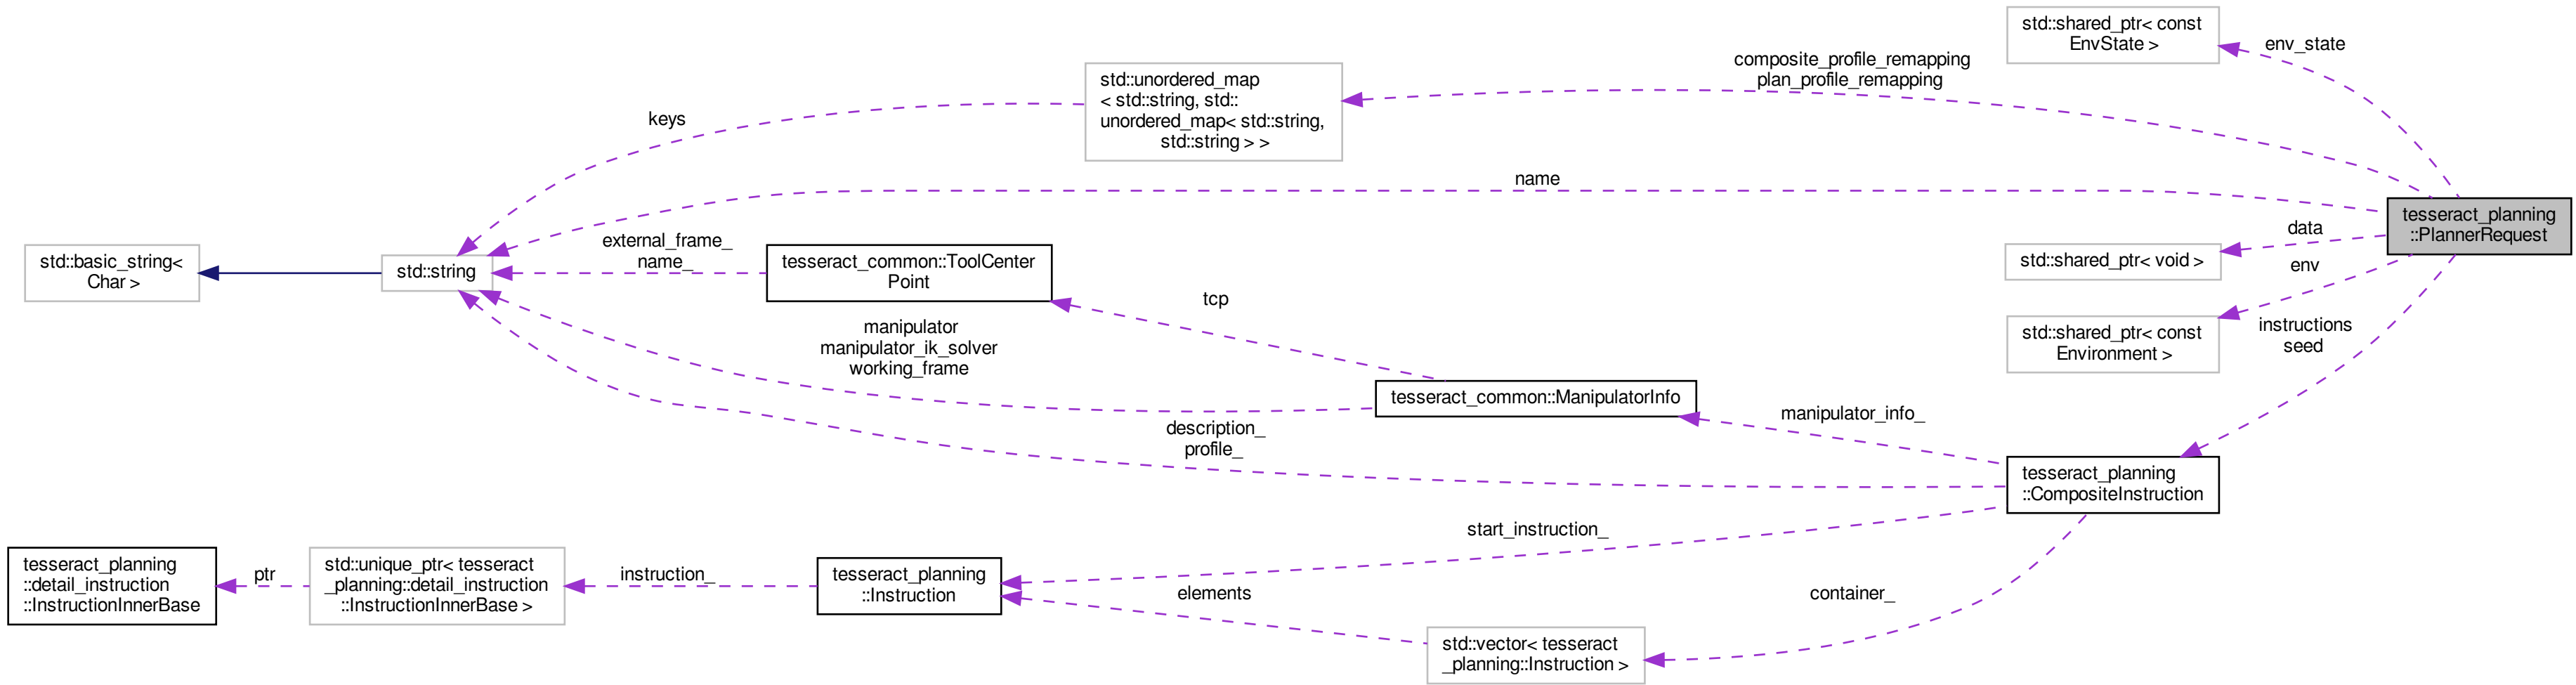 std::shared_ptr< const
EnvState >
env_state
composite_profile_remapping
plan_profile_remapping
std::unordered_map
< std::string, std::
unordered_map< std::string,
std::string > >
keys
name
tesseract_planning
::PlannerRequest
data
std::shared_ptr< void >
env
std::basic_string<
Char >
std::string
external_frame_
name_
tesseract_common::ToolCenter
Point
tcp
std::shared_ptr< const
Environment >
instructions
seed
manipulator
manipulator_ik_solver
working_frame
tesseract_common::ManipulatorInfo
manipulator_info_
description_
profile_
tesseract_planning
::CompositeInstruction
start_instruction_
tesseract_planning
::detail_instruction
::InstructionInnerBase
ptr
std::unique_ptr< tesseract
_planning::detail_instruction
::InstructionInnerBase >
instruction_
tesseract_planning
::Instruction
elements
container_
std::vector< tesseract
_planning::Instruction >